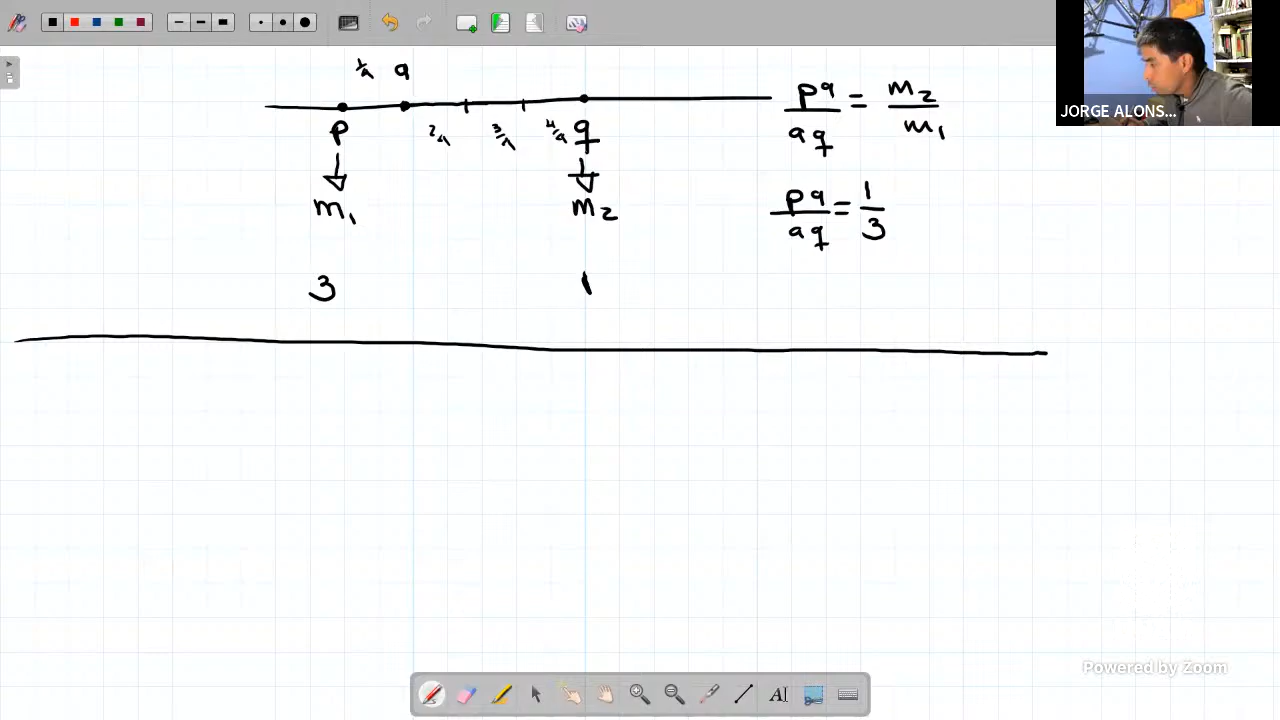 1/4 a
p q
2/4 3/4 4/4
m₁ m₂
3 1
pa/aq = m₂/m₁
pa/aq = 1/3
JORGE ALONS...
AI
Powered by Zoom